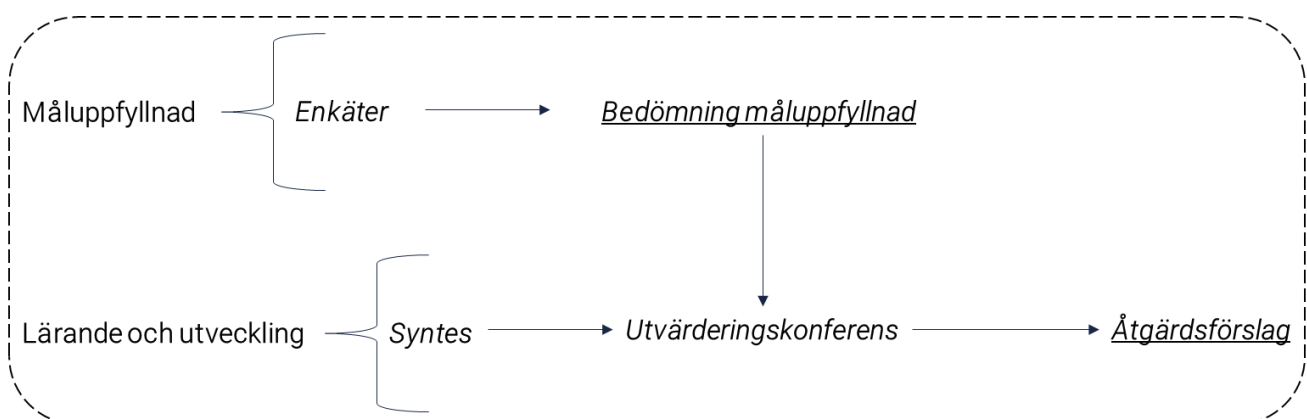 Måluppfyllnad
Enkäter
Bedömning måluppfyllnad
Lärande och utveckling
Syntes
Utvärderingskonferens
Åtgärdsförslag